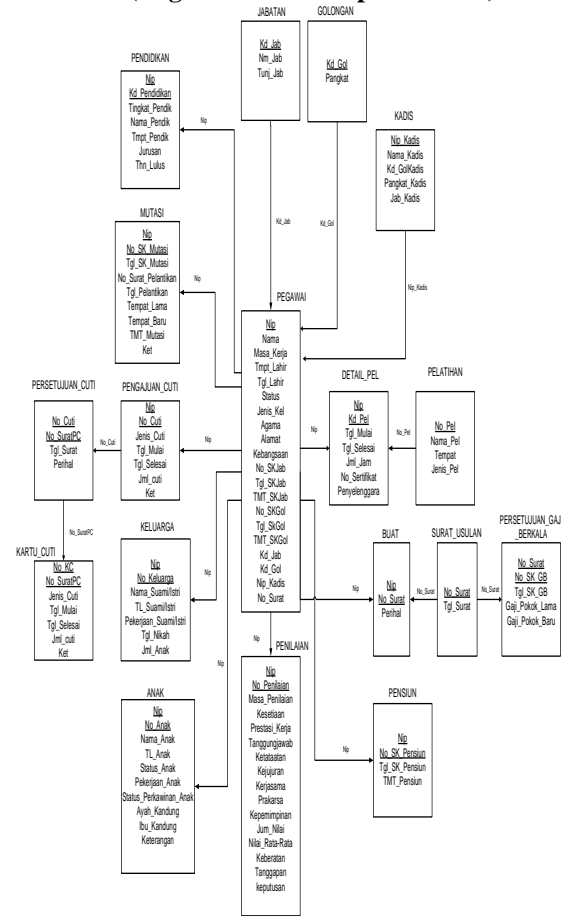 JABATAN
Kd_Jab
Nm_Jab
Tunj_Jab
GOLONGAN
Kd_Gol
Pangkat
PENDIDIKAN
Nip
Kd_Pendidikan
Tingkat_Pendik
Nama_Pendik
Tmpt_Pendik
Jurusan
Thn_Lulus
Nip
KADIS
Nip_Kadis
Nama_Kadis
Kd_GolKadis
Pangkat_Kadis
Jab_Kadis
MUTASI
Nip
No_SK_Mutasi
Tgl_SK_Mutasi
No_Surat_Pelantikan
Tgl_Pelantikan
Tempat_Lama
Tempat_Baru
TMT_Mutasi
Ket
Nip
Kd_Jab
Kd_Gol
Nip_Kadis
PEGAWAI
Nip
Nama
Masa_Kerja
Tmpt_Lahir
Tgl_Lahir
Status
Jenis_Kel
Agama
Alamat
Kebangsaan
No_SKJab
Tgl_SKJab
TMT_SKJab
No_SKGol
Tgl_SkGol
TMT_SKGol
Kd_Jab
Kd_Gol
Nip_Kadis
No_Surat
DETAIL_PEL
Nip
Kd_Pel
Tgl_Mulai
Tgl_Selesai
Jml_Jam
No_Sertifikat
Penyelenggara
Nip
No_Pel
PELATIHAN
No_Pel
Nama_Pel
Tempat
Jenis_Pel
PERSETUJUAN_CUTI
No_Cuti
No_SuratPC
Tgl_Surat
Perihal
No_Cuti
PENGAJUAN_CUTI
Nip
No_Cuti
Jenis_Cuti
Tgl_Mulai
Tgl_Selesai
Jml_cuti
Ket
Nip
No_SuratPC
KARTU_CUTI
No_KC
No_SuratPC
Jenis_Cuti
Tgl_Mulai
Tgl_Selesai
Jml_cuti
Ket
KELUARGA
Nip
No_Keluarga
Nama_Suami/Istri
TL_Suami/Istri
Pekerjaan_Suami/Istri
Tgl_Nikah
Jml_Anak
Nip
BUAT
Nip
No_Surat
Perihal
Nip
No_Surat
SURAT_USULAN
No_Surat
Tgl_Surat
No_Surat
PERSETUJUAN_GAJ
_BERKALA
No_Surat
No_SK_GB
Tgl_SK_GB
Gaji_Pokok_Lama
Gaji_Pokok_Baru
ANAK
Nip
No_Anak
Nama_Anak
TL_Anak
Status_Anak
Pekerjaan_Anak
Status_Perkawinan_Anak
Ayah_Kandung
Ibu_Kandung
Keterangan
Nip
Nip
PENILAIAN
Nip
No_Penilaian
Masa_Penilaian
Kesetiaan
Prestasi_Kerja
Tanggungjawab
Ketataatan
Kejujuran
Kerjasama
Prakarsa
Kepemimpinan
Jum_Nilai
Nilai_Rata-Rata
Keberatan
Tanggapan
keputusan
PENSIUN
Nip
No_SK_Pensiun
Tgl_SK_Pensiun
TMT_Pensiun
Nip